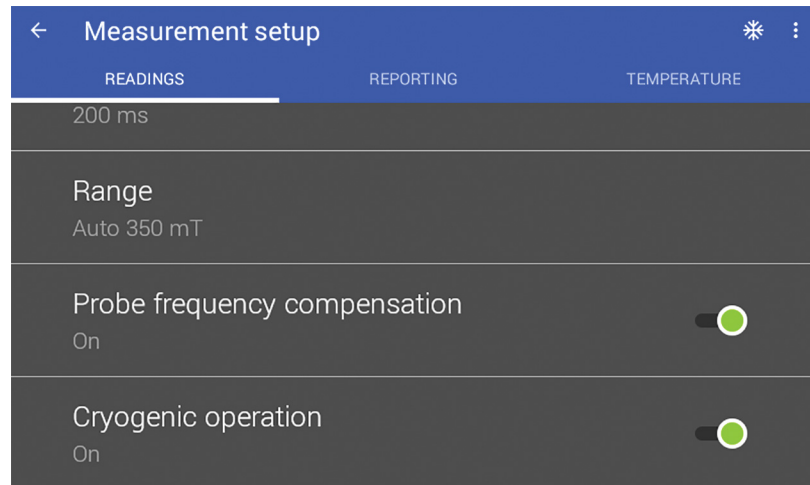 Measurement setup
READINGS REPORTING TEMPERATURE
200 ms
Range
Auto 350 mT
Probe frequency compensation
On
Cryogenic operation
On